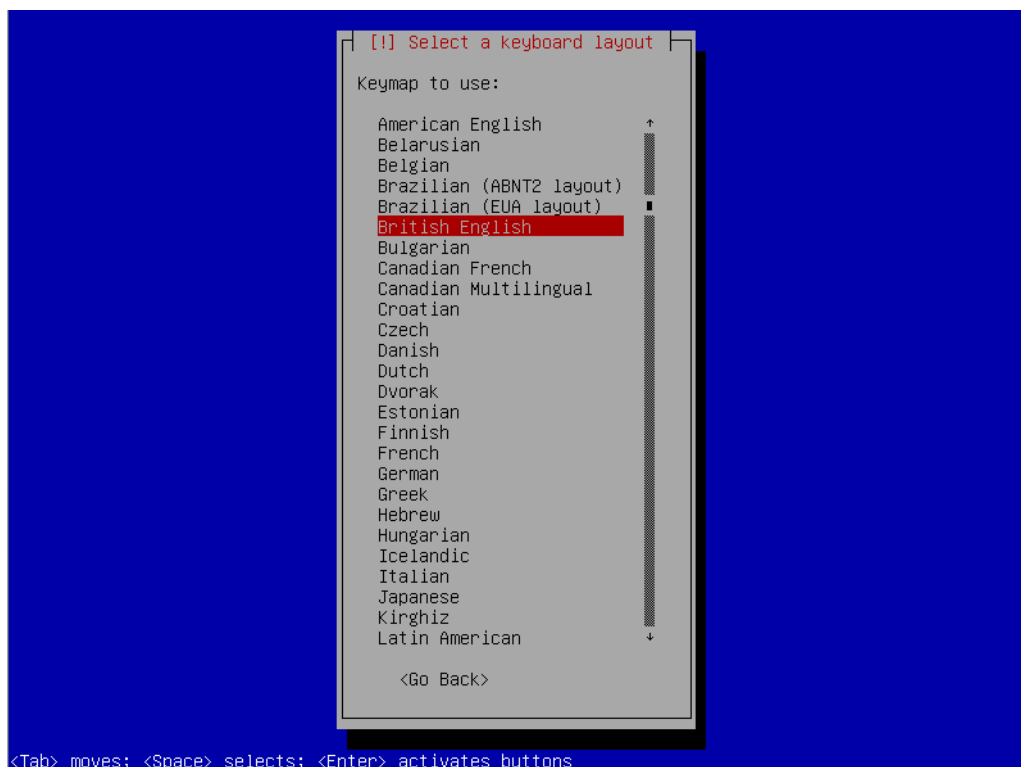 [!] Select a keyboard layout
Keymap to use:
American English
Belarusian
Belgian
Brazilian (ABNT2 layout)
Brazilian (EUA layout)
British English
Bulgarian
Canadian French
Canadian Multilingual
Croatian
Czech
Danish
Dutch
Dvorak
Estonian
Finnish
French
German
Greek
Hebrew
Hungarian
Icelandic
Italian
Japanese
Kirghiz
Latin American
<Go Back>
<Tab> moves; <Space> selects; <Enter> activates buttons